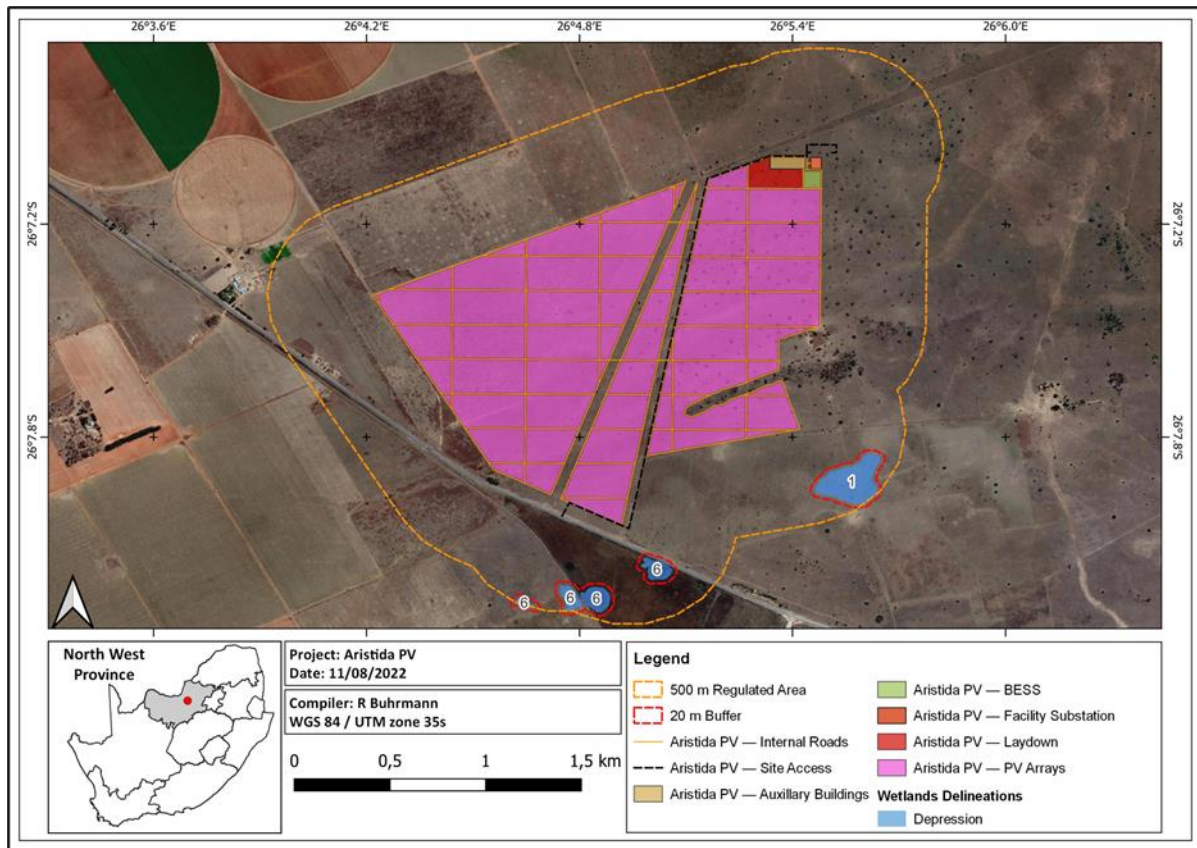 26°3.6'E 26°4.2'E 26°4.8'E 26°5.4'E 26°6.0'E
26°7.2'S 26°7.2'S
26°7.8'S 26°7.8'S
1
6
6 6 6
North West
Province
Project: Aristida PV
Date: 11/08/2022
Compiler: R Buhrmann
WGS 84 / UTM zone 35s
0 0,5 1 1,5 km
Legend
500 m Regulated Area
20 m Buffer
Aristida PV — Internal Roads
Aristida PV — Site Access
Aristida PV — Auxillary Buildings
Aristida PV — BESS
Aristida PV — Facility Substation
Aristida PV — Laydown
Aristida PV — PV Arrays
Wetlands Delineations
Depression